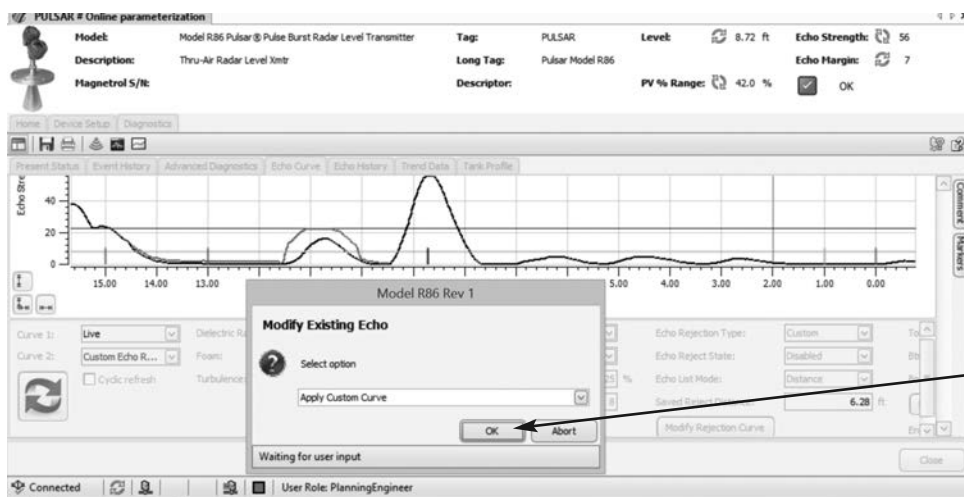 PULSAR # Online parameterization
Model: Model R86 Pulsar ® Pulse Burst Radar Level Transmitter Tag: PULSAR Level: 8.72 ft Echo Strength: 56
Description: Thru-Air Radar Level Xmtr Long Tag: Pulsar Model R86 Echo Margin: 7
Magnetrol S/N: Descriptor: PV % Range: 42.0 % OK
Home Device Setup Diagnostics
Present Status Event History Advanced Diagnostics Echo Curve Echo History Trend Data Tank Profile
Echo Stre
40
20
0
15.00 14.00 13.00 5.00 4.00 3.00 2.00 1.00 0.00
Comment
Markers
Model R86 Rev 1
Modify Existing Echo
Select option
Apply Custom Curve
OK Abort
Waiting for user input
Curve 1: Live Dielectric Ra Echo Rejection Type: Custom To
Curve 2: Custom Echo R... Foam: Echo Reject State: Disabled
Cyclic refresh Turbulence: 25 % Echo List Mode: Distance
8 Saved Reject Distance: 6.28 ft
Modify Rejection Curve
Close
Connected User Role: PlanningEngineer